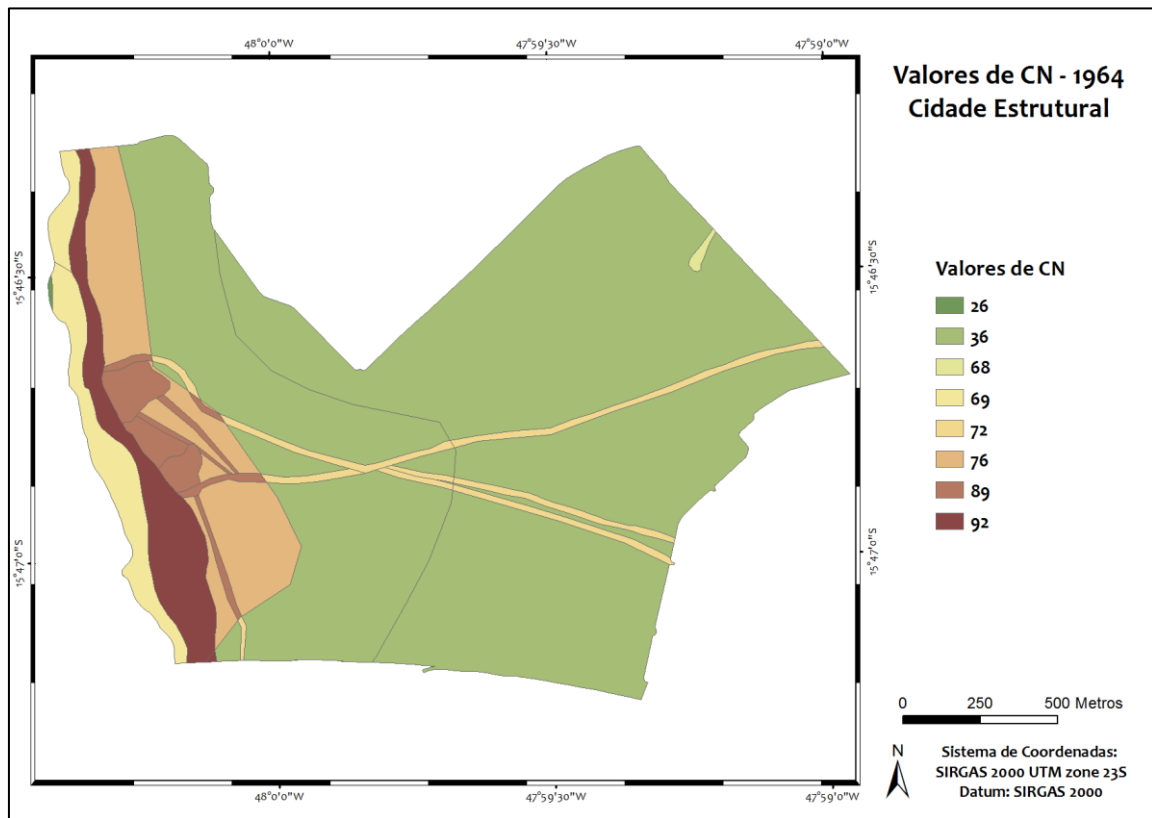 48°0'0"W
47°59'30"W
47°59'0"W
Valores de CN - 1964
Cidade Estrutural
15°46'30"S
15°46'30"S
Valores de CN
26
36
68
69
72
76
89
92
15°47'0"S
15°47'0"S
0 250 500 Metros
N
Sistema de Coordenadas:
SIRGAS 2000 UTM zone 23S
Datum: SIRGAS 2000
48°0'0"W
47°59'30"W
47°59'0"W